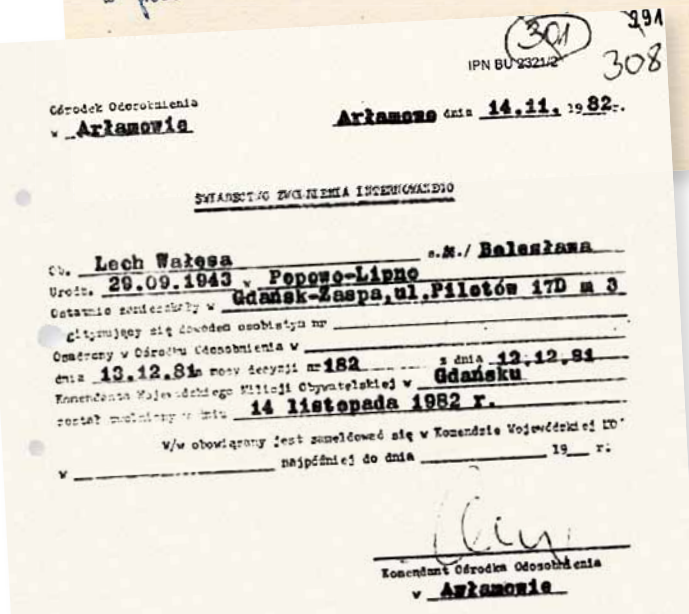 291
301
IPN BU 2321/2
308
Ośrodek Odosobnienia
w Arłamowie
Arłamowo dnia 14.11. 1982r.
ŚWIADECTWO ZWOLNIENIA INTERNOWANEGO
Ob. Lech Wałęsa s. /Bolesława
Urodz. 29.09.1943 w Popowo-Lipno
Ostatnio zamieszkały w Gdańsk-Zaspa,ul.Pilotów 17D m 3
legitymujący się dowodem osobistym nr
Osadzony w Ośrodku Odosobnienia w
dnia 13.12.81 na mocy decyzji nr 182 z dnia 12.12.81
Komendanta Wojewódzkiego Milicji Obywatelskiej w Gdańsku
został zwolniony w dniu 14 listopada 1982 r.
W/w obowiązany jest zameldować się w Komendzie Wojewódzkiej MO
w najpóźniej do dnia 19 r.
Komendant Ośrodka Odosobnienia
w Arłamowie